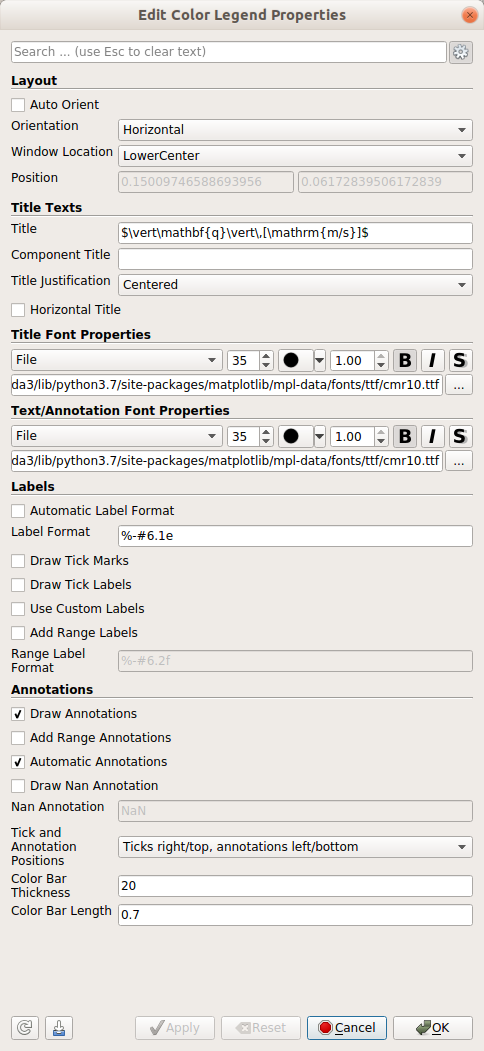 Edit Color Legend Properties
Search ... (use Esc to clear text)
Layout
Auto Orient
Orientation Horizontal
Window Location LowerCenter
Position 0.15009746588693956 0.06172839506172839
Title Texts
Title $\vert\mathbf{q}\vert\,[\mathrm{m/s}]$
Component Title
Title Justification Centered
Horizontal Title
Title Font Properties
File 35 1.00 B I S
da3/lib/python3.7/site-packages/matplotlib/mpl-data/fonts/ttf/cmr10.ttf ...
Text/Annotation Font Properties
File 35 1.00 B I S
da3/lib/python3.7/site-packages/matplotlib/mpl-data/fonts/ttf/cmr10.ttf ...
Labels
Automatic Label Format
Label Format %-#6.1e
Draw Tick Marks
Draw Tick Labels
Use Custom Labels
Add Range Labels
Range Label
Format %-#6.2f
Annotations
Draw Annotations
Add Range Annotations
Automatic Annotations
Draw Nan Annotation
Nan Annotation NaN
Tick and
Annotation Ticks right/top, annotations left/bottom
Positions
Color Bar
Thickness 20
Color Bar Length 0.7
Apply Reset Cancel OK